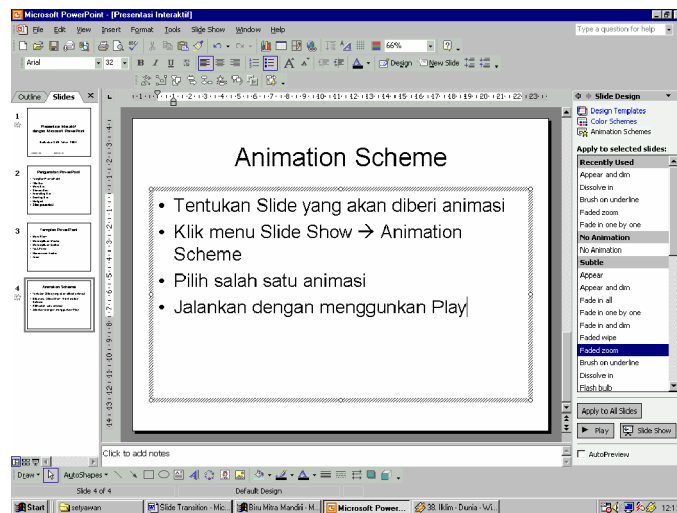 Microsoft PowerPoint - [Presentasi Interaktif]
File Edit View Insert Format Tools Slide Show Window Help
Type a question for help
66%
Arial 32 B I U S A A A Design New Slide
Outline Slides
Slide Design
1
2
3
4
Animation Scheme
• Tentukan Slide yang akan diberi animasi
• Klik menu Slide Show → Animation
Scheme
• Pilih salah satu animasi
• Jalankan dengan menggunkan Play
Design Templates
Color Schemes
Animation Schemes
Apply to selected slides:
Recently Used
Appear and dim
Dissolve in
Brush on underline
Faded zoom
Fade in one by one
No Animation
No Animation
Subtle
Appear
Appear and dim
Fade in all
Fade in one by one
Fade in and dim
Faded wipe
Faded zoom
Brush on underline
Dissolve in
Flash bulb
Apply to All Slides
Play Slide Show
AutoPreview
Click to add notes
Draw AutoShapes
Slide 4 of 4 Default Design
Start setyawan Slide Transition - Mic... Biru Mitra Mandiri - M... Microsoft Power... 38. Iklim - Dunia - Wi...